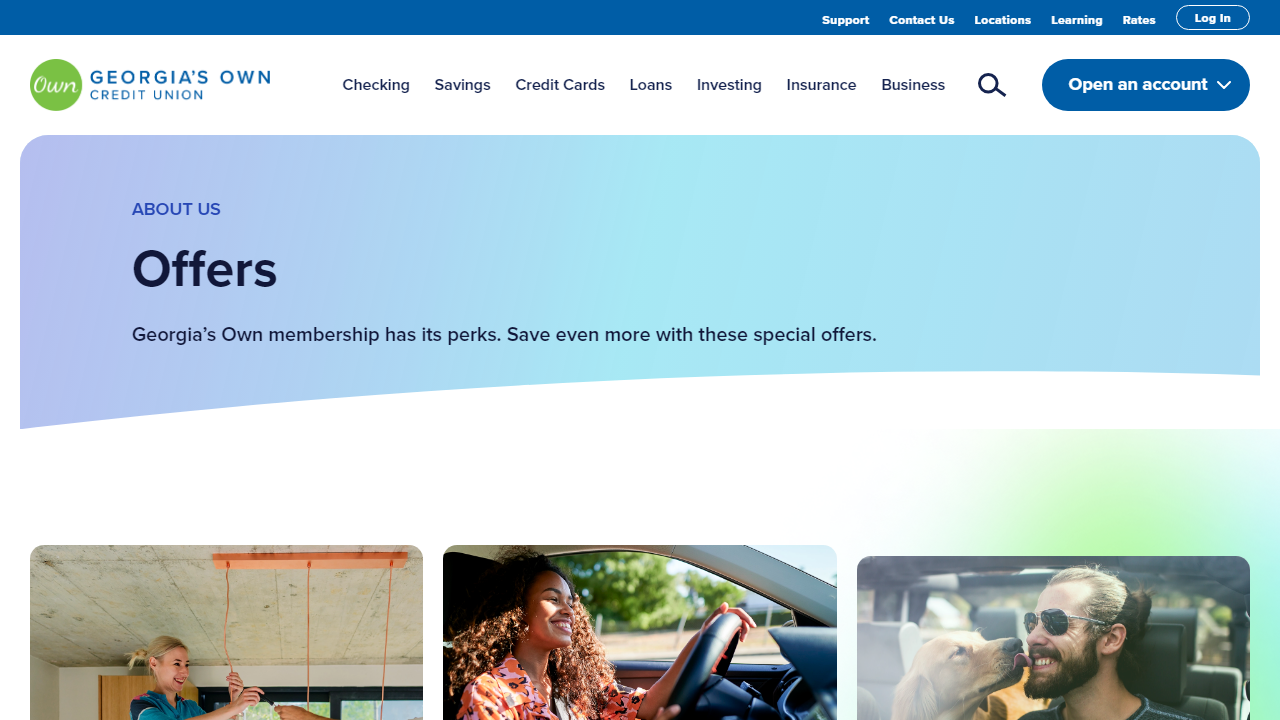 Support Contact Us Locations Learning Rates Log In
Own GEORGIA'S OWN
CREDIT UNION
Checking Savings Credit Cards Loans Investing Insurance Business Open an account
ABOUT US
Offers
Georgia’s Own membership has its perks. Save even more with these special offers.